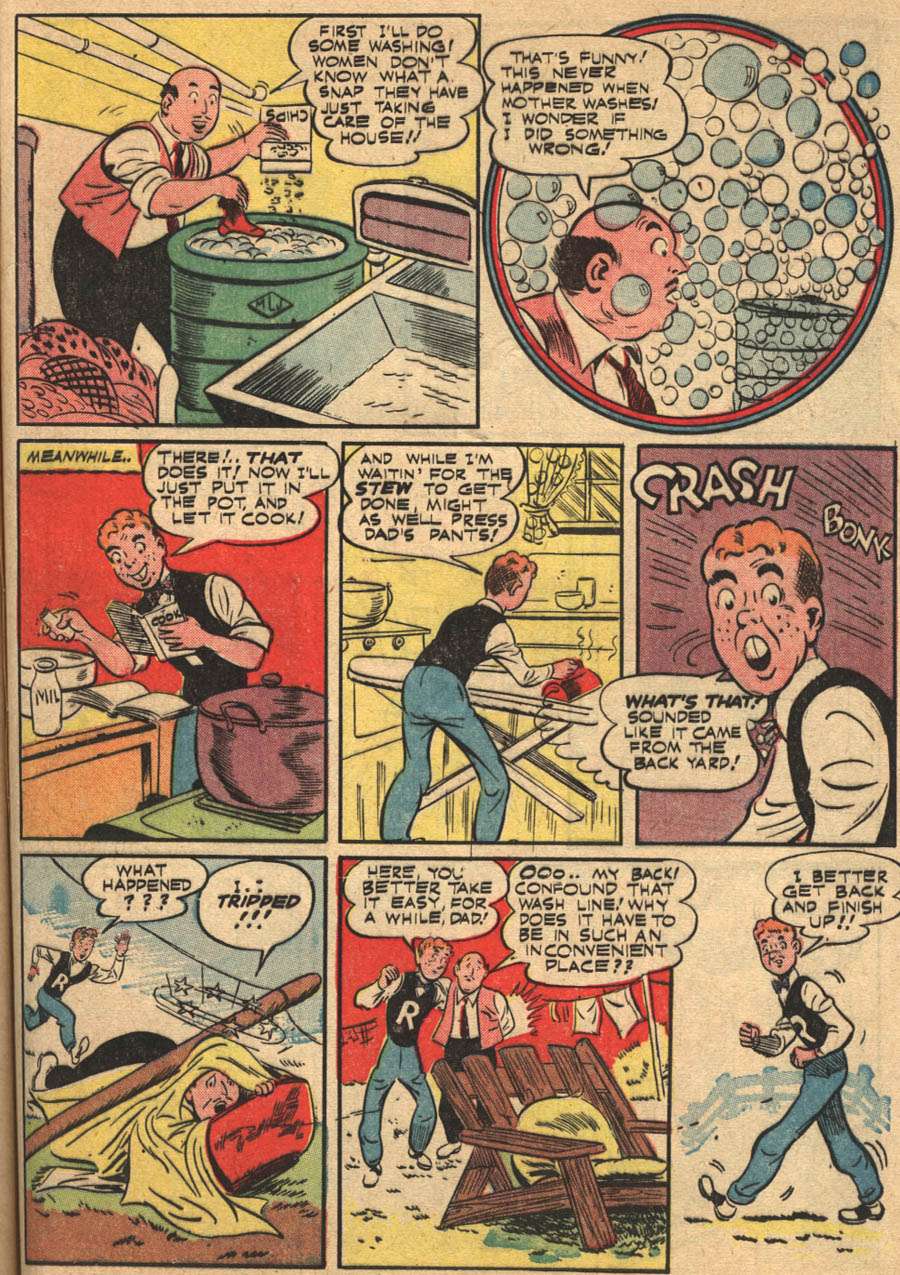 FIRST I'LL DO
SOME WASHING!
WOMEN DON'T
KNOW WHAT A
SNAP THEY HAVE
JUST TAKING
CARE OF THE
HOUSE!!
CHIPS
MLJ
THAT'S FUNNY!
THIS NEVER
HAPPENED WHEN
MOTHER WASHES!
I WONDER IF
I DID SOMETHING
WRONG!
MEANWHILE..
THERE!.. THAT
DOES IT! NOW I'LL
JUST PUT IT IN
THE POT, AND
LET IT COOK!
COOK
MIL
AND WHILE I'M
WAITIN' FOR THE
STEW TO GET
DONE, MIGHT
AS WELL PRESS
DAD'S PANTS!
CRASH
BONK
WHAT'S THAT?
SOUNDED
LIKE IT CAME
FROM THE
BACK YARD!
WHAT
HAPPENED
? ? ?
I..
TRIPPED
!!!
R
HERE, YOU
BETTER TAKE
IT EASY, FOR
A WHILE, DAD!
OOO.. MY BACK!
CONFOUND THAT
WASH LINE! WHY
DOES IT HAVE TO
BE IN SUCH AN
INCONVENIENT
PLACE??
R
I BETTER
GET BACK
AND FINISH
UP!!